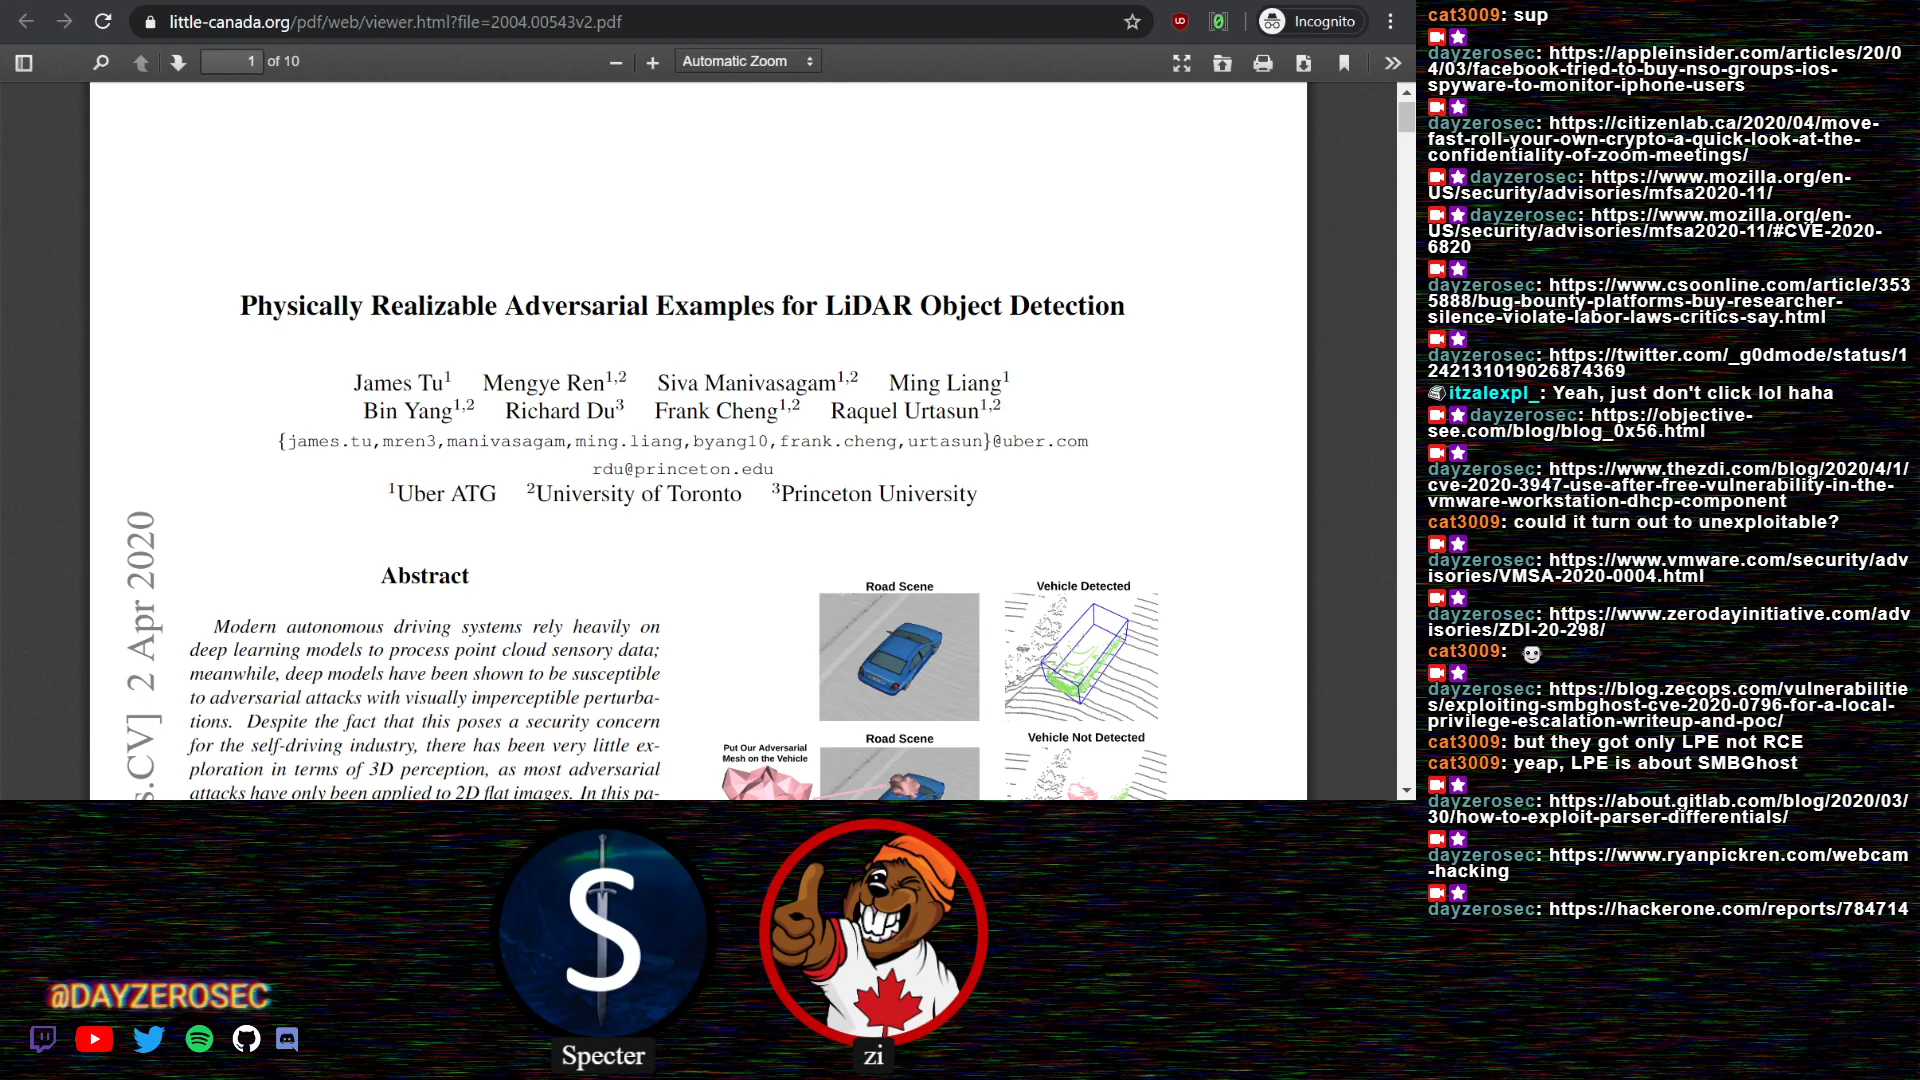 little-canada.org/pdf/web/viewer.html?file=2004.00543v2.pdf
Incognito
1 of 10
Automatic Zoom
Physically Realizable Adversarial Examples for LiDAR Object Detection
James Tu1 Mengye Ren1,2 Siva Manivasagam1,2 Ming Liang1
Bin Yang1,2 Richard Du3 Frank Cheng1,2 Raquel Urtasun1,2
{james.tu,mren3,manivasagam,ming.liang,byang10,frank.cheng,urtasun}@uber.com
rdu@princeton.edu
1Uber ATG 2University of Toronto 3Princeton University
s.CV] 2 Apr 2020
Abstract
Modern autonomous driving systems rely heavily on
deep learning models to process point cloud sensory data;
meanwhile, deep models have been shown to be susceptible
to adversarial attacks with visually imperceptible perturba-
tions. Despite the fact that this poses a security concern
for the self-driving industry, there has been very little ex-
ploration in terms of 3D perception, as most adversarial
attacks have only been applied to 2D flat images. In this pa-
Road Scene
Vehicle Detected
Put Our Adversarial
Mesh on the Vehicle
Road Scene
Vehicle Not Detected
cat3009: sup
dayzerosec: https://appleinsider.com/articles/20/0
4/03/facebook-tried-to-buy-nso-groups-ios-
spyware-to-monitor-iphone-users
dayzerosec: https://citizenlab.ca/2020/04/move-
fast-roll-your-own-crypto-a-quick-look-at-the-
confidentiality-of-zoom-meetings/
dayzerosec: https://www.mozilla.org/en-
US/security/advisories/mfsa2020-11/
dayzerosec: https://www.mozilla.org/en-
US/security/advisories/mfsa2020-11/#CVE-2020-
6820
dayzerosec: https://www.csoonline.com/article/353
5888/bug-bounty-platforms-buy-researcher-
silence-violate-labor-laws-critics-say.html
dayzerosec: https://twitter.com/_g0dmode/status/1
242131019026874369
itzalexpl_: Yeah, just don't click lol haha
dayzerosec: https://objective-
see.com/blog/blog_0x56.html
dayzerosec: https://www.thezdi.com/blog/2020/4/1/
cve-2020-3947-use-after-free-vulnerability-in-the-
vmware-workstation-dhcp-component
cat3009: could it turn out to unexploitable?
dayzerosec: https://www.vmware.com/security/adv
isories/VMSA-2020-0004.html
dayzerosec: https://www.zerodayinitiative.com/adv
isories/ZDI-20-298/
cat3009:
dayzerosec: https://blog.zecops.com/vulnerabilitie
s/exploiting-smbghost-cve-2020-0796-for-a-local-
privilege-escalation-writeup-and-poc/
cat3009: but they got only LPE not RCE
cat3009: yeap, LPE is about SMBGhost
dayzerosec: https://about.gitlab.com/blog/2020/03/
30/how-to-exploit-parser-differentials/
dayzerosec: https://www.ryanpickren.com/webcam
-hacking
dayzerosec: https://hackerone.com/reports/784714
@DAYZEROSEC
S
Specter
zi